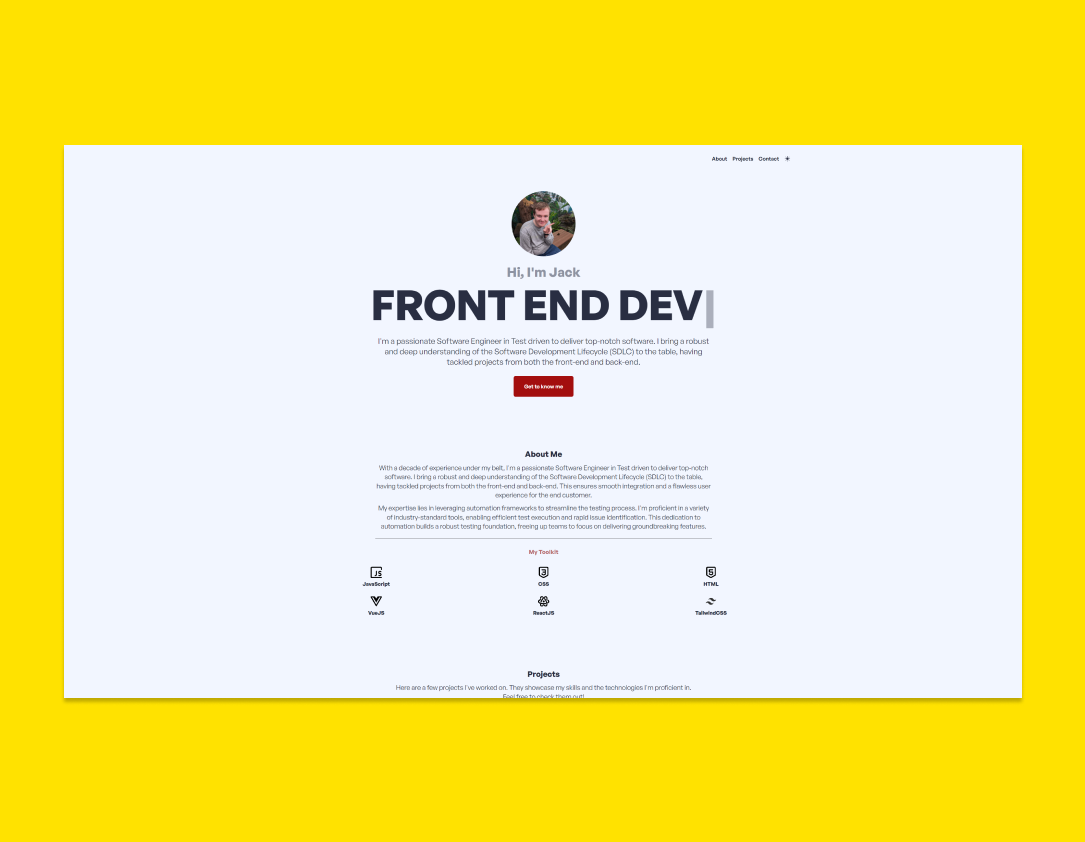 About Projects Contact
Hi, I'm Jack
FRONT END DEV
I'm a passionate Software Engineer in Test driven to deliver top-notch software. I bring a robust
and deep understanding of the Software Development Lifecycle (SDLC) to the table, having
tackled projects from both the front-end and back-end.
Get to know me
About Me
With a decade of experience under my belt, I'm a passionate Software Engineer in Test driven to deliver top-notch
software. I bring a robust and deep understanding of the Software Development Lifecycle (SDLC) to the table,
having tackled projects from both the front-end and back-end. This ensures smooth integration and a flawless user
experience for the end customer.
My expertise lies in leveraging automation frameworks to streamline the testing process. I'm proficient in a variety
of industry-standard tools, enabling efficient test execution and rapid issue identification. This dedication to
automation builds a robust testing foundation, freeing up teams to focus on delivering groundbreaking features.
My Toolkit
JS 3 5
JavaScript CSS HTML
VueJS ReactJS TailwindCSS
Projects
Here are a few projects I've worked on. They showcase my skills and the technologies I'm proficient in.
Feel free to check them out!